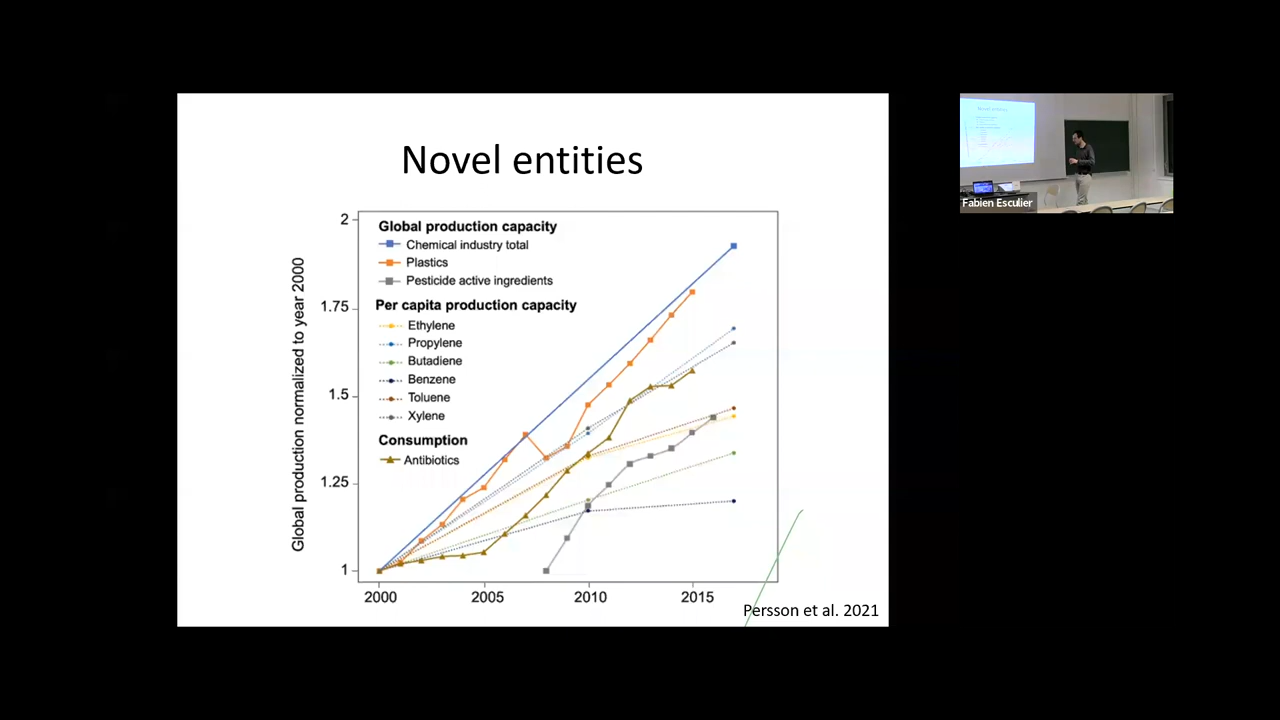 Novel entities
Global production normalized to year 2000
2
1.75
1.5
1.25
1
Global production capacity
Chemical industry total
Plastics
Pesticide active ingredients
Per capita production capacity
Ethylene
Propylene
Butadiene
Benzene
Toluene
Xylene
Consumption
Antibiotics
2000 2005 2010 2015
Persson et al. 2021
Novel entities
Fabien Esculier